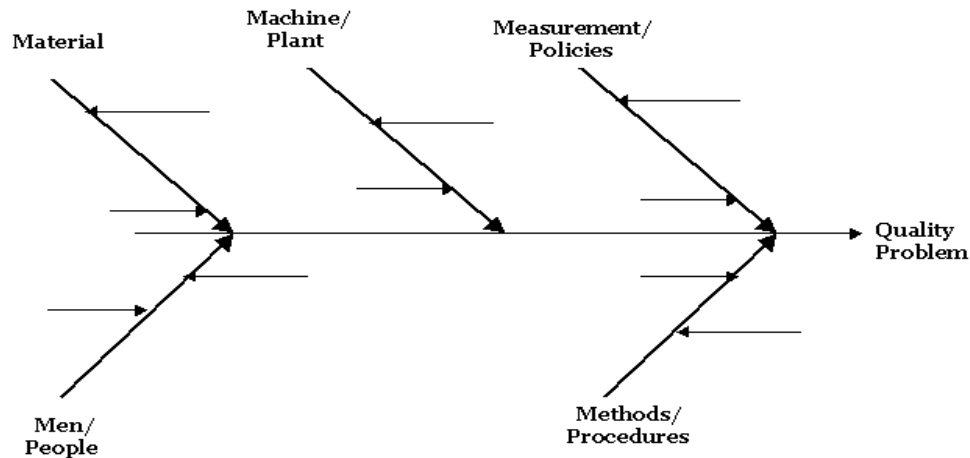 Material
Machine/
Plant
Measurement/
Policies
Quality
Problem
Men/
People
Methods/
Procedures